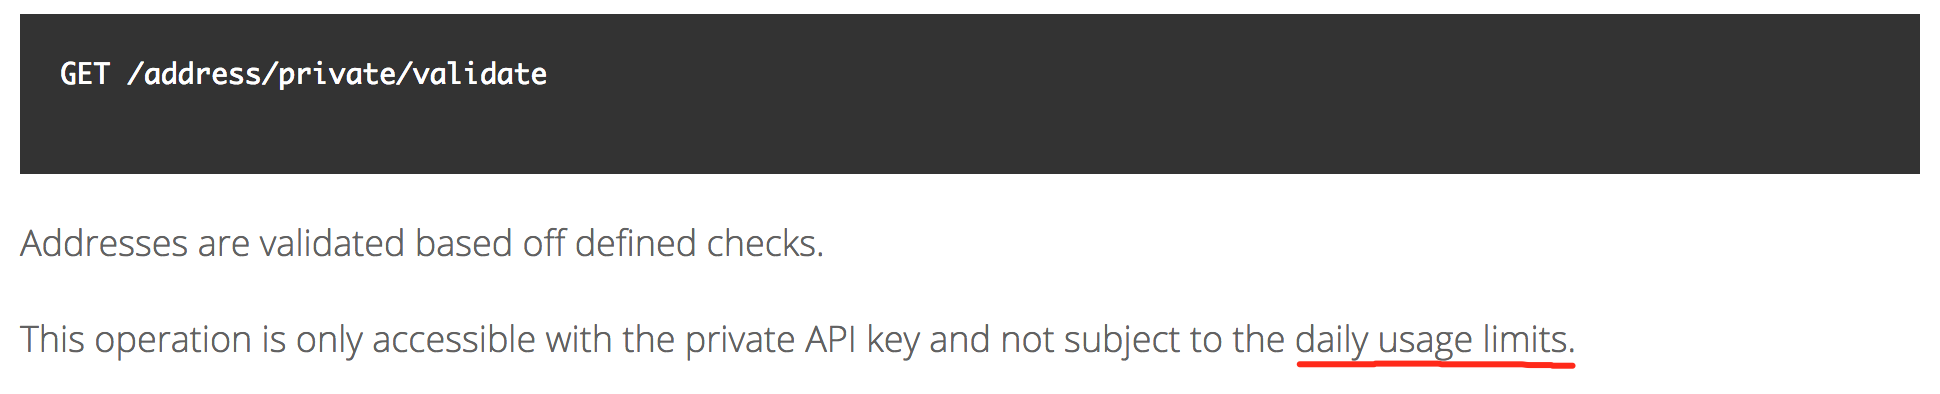 GET /address/private/validate
Addresses are validated based off defined checks.
This operation is only accessible with the private API key and not subject to the daily usage limits.